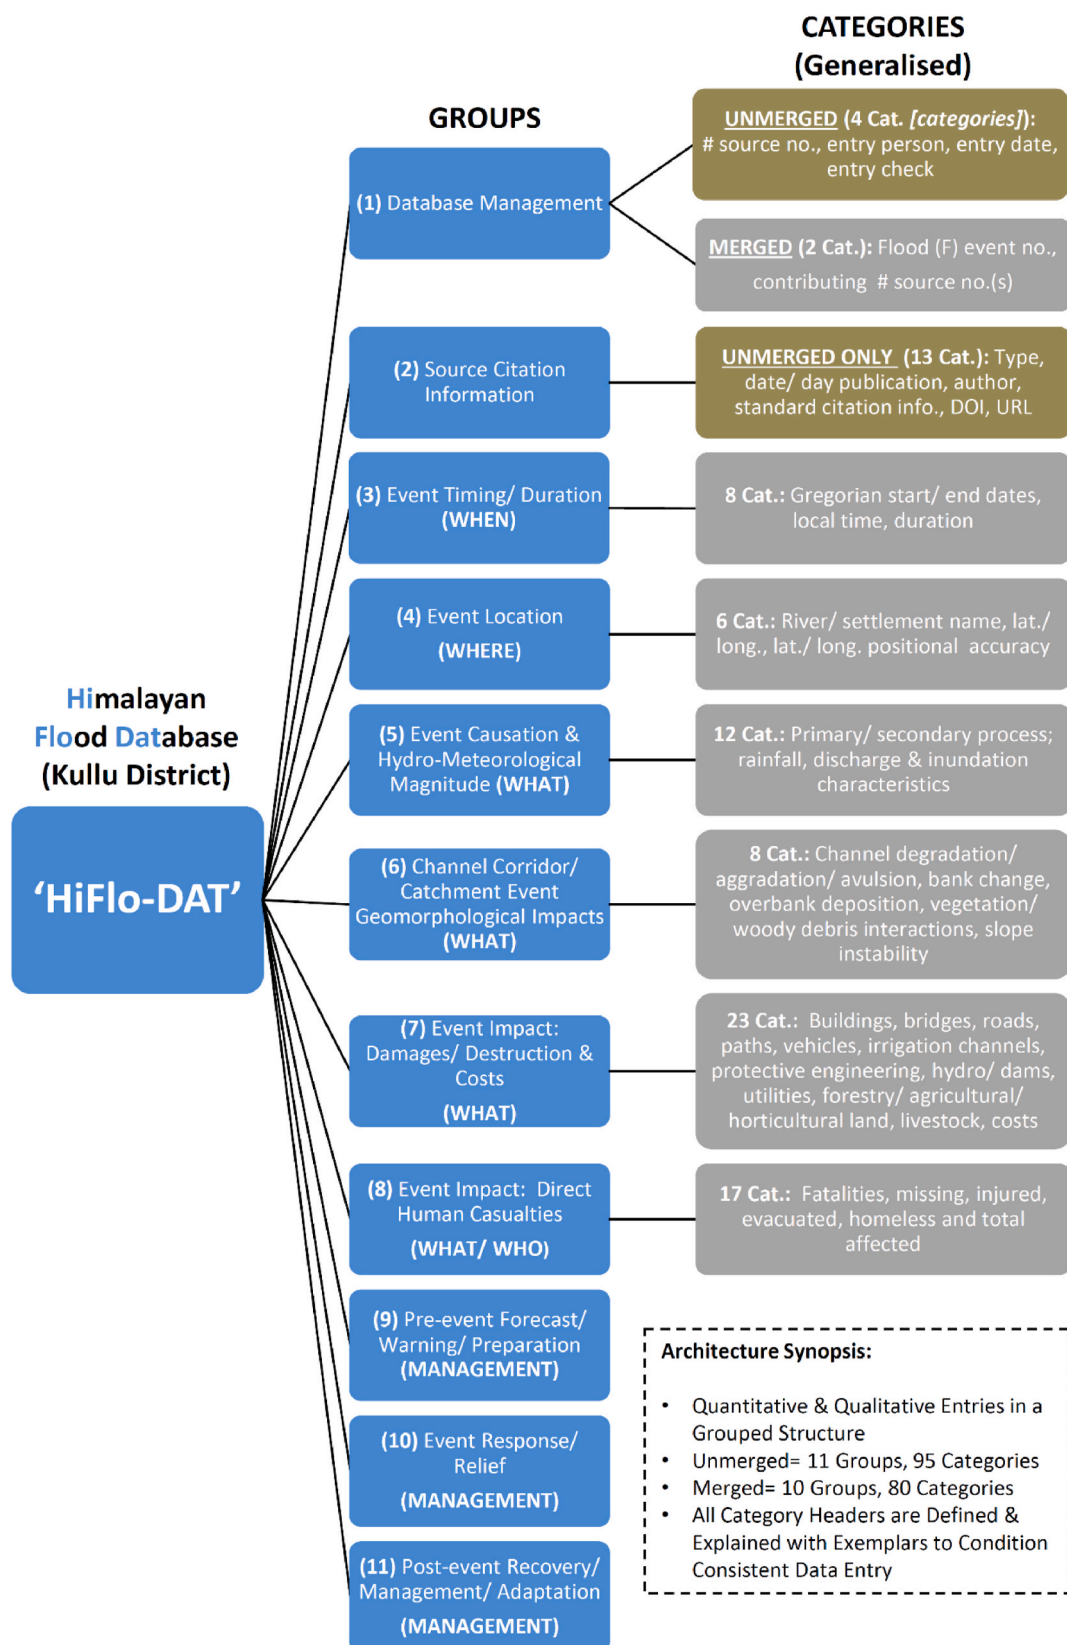 CATEGORIES
(Generalised)
GROUPS
UNMERGED (4 Cat. [categories]):
# source no., entry person, entry date,
entry check
(1) Database Management
MERGED (2 Cat.): Flood (F) event no.,
contributing # source no.(s)
(2) Source Citation
Information
UNMERGED ONLY (13 Cat.): Type,
date/ day publication, author,
standard citation info., DOI, URL
(3) Event Timing/ Duration
(WHEN)
8 Cat.: Gregorian start/ end dates,
local time, duration
(4) Event Location
(WHERE)
6 Cat.: River/ settlement name, lat./
long., lat./ long. positional accuracy
Himalayan
Flood Database
(Kullu District)
'HiFlo-DAT'
(5) Event Causation &
Hydro-Meteorological
Magnitude (WHAT)
12 Cat.: Primary/ secondary process;
rainfall, discharge & inundation
characteristics
(6) Channel Corridor/
Catchment Event
Geomorphological Impacts
(WHAT)
8 Cat.: Channel degradation/
aggradation/ avulsion, bank change,
overbank deposition, vegetation/
woody debris interactions, slope
instability
(7) Event Impact:
Damages/ Destruction &
Costs
(WHAT)
23 Cat.: Buildings, bridges, roads,
paths, vehicles, irrigation channels,
protective engineering, hydro/ dams,
utilities, forestry/ agricultural/
horticultural land, livestock, costs
(8) Event Impact: Direct
Human Casualties
(WHAT/ WHO)
17 Cat.: Fatalities, missing, injured,
evacuated, homeless and total
affected
(9) Pre-event Forecast/
Warning/ Preparation
(MANAGEMENT)
(10) Event Response/
Relief
(MANAGEMENT)
(11) Post-event Recovery/
Management/ Adaptation
(MANAGEMENT)
Architecture Synopsis:
• Quantitative & Qualitative Entries in a
Grouped Structure
• Unmerged= 11 Groups, 95 Categories
• Merged= 10 Groups, 80 Categories
• All Category Headers are Defined &
Explained with Exemplars to Condition
Consistent Data Entry